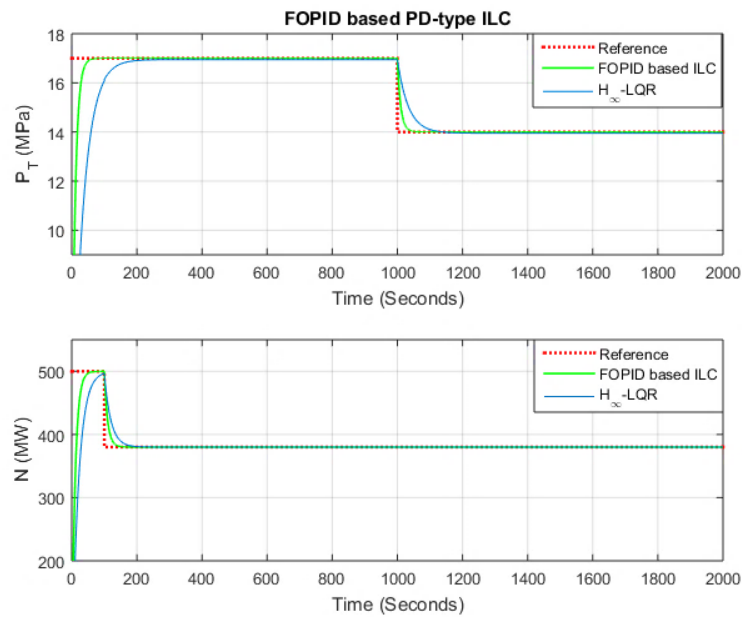 FOPID based PD-type ILC
18
16
14
12
10
P_T (MPa)
Reference
FOPID based ILC
H_∞-LQR
0 200 400 600 800 1000 1200 1400 1600 1800 2000
Time (Seconds)
500
400
300
200
N (MW)
Reference
FOPID based ILC
H_∞-LQR
0 200 400 600 800 1000 1200 1400 1600 1800 2000
Time (Seconds)